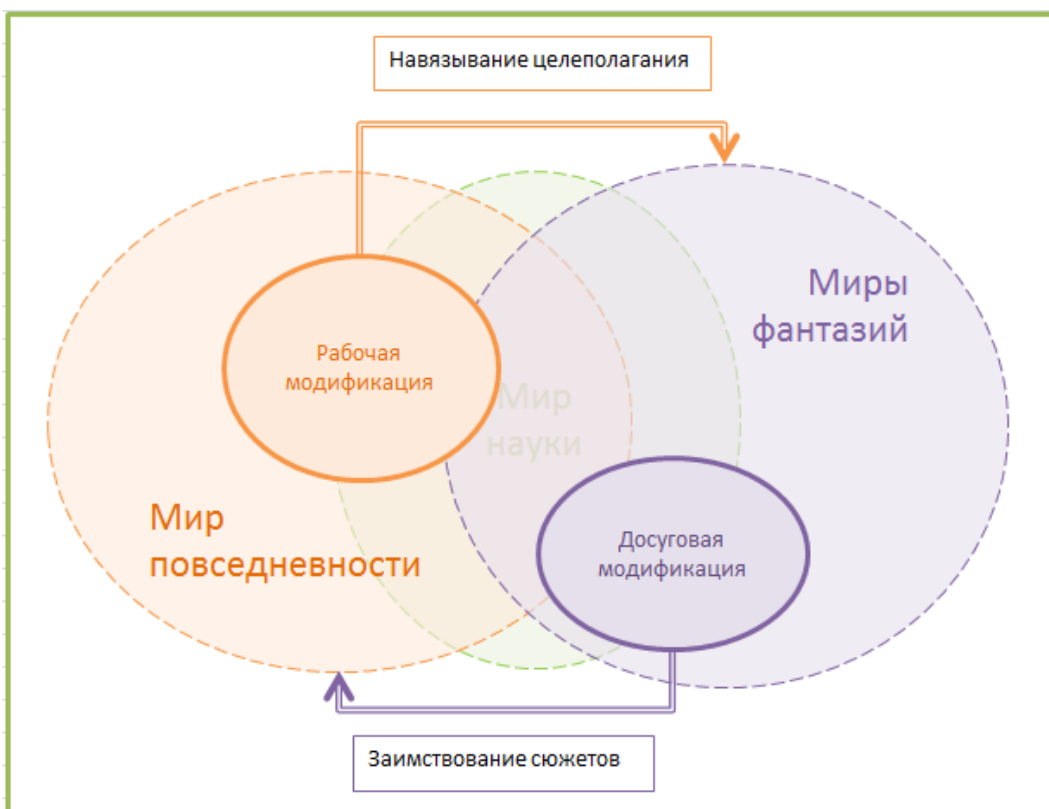 Навязывание целеполагания
Миры
фантазий
Рабочая
модификация
Мир
науки
Мир
повседневности
Досуговая
модификация
Заимствование сюжетов